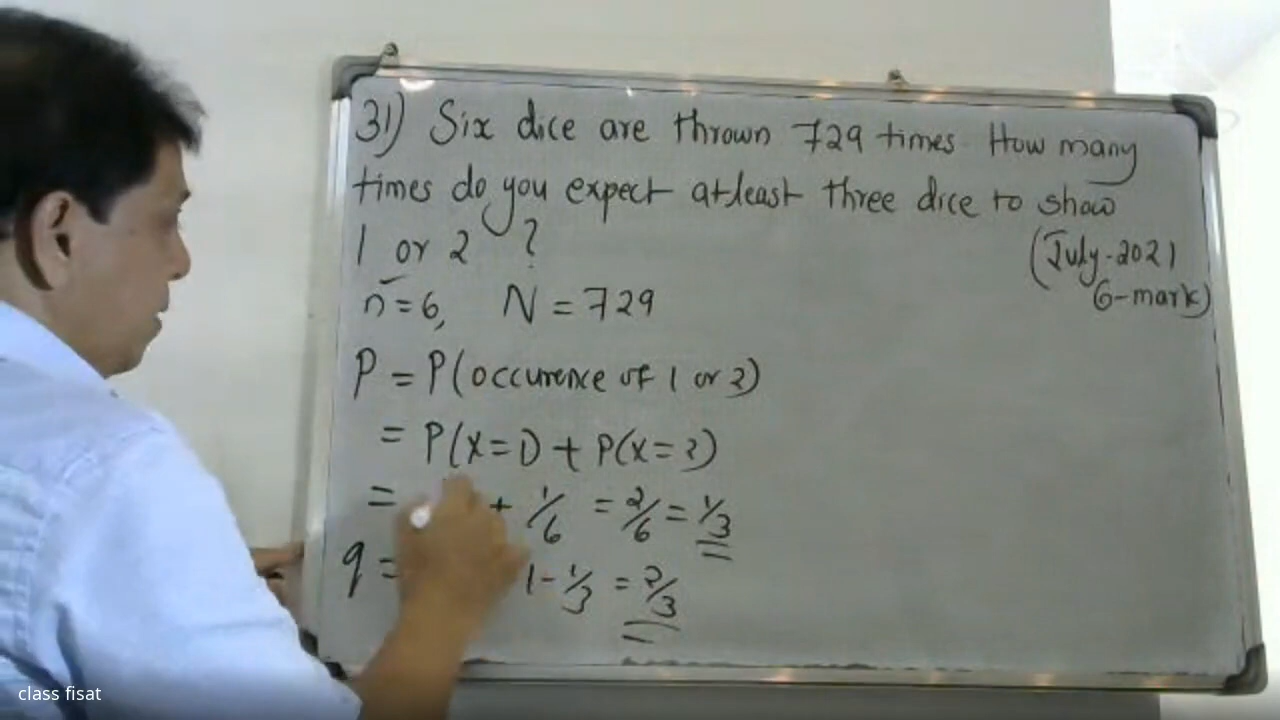 31) Six dice are thrown 729 times. How many
times do you expect atleast three dice to show
1 or 2 ?
(July-2021
6-mark)
n=6, N = 729
P = P(occurence of 1 or 2)
= P(X=1) + P(X=2)
= + 1/6 = 2/6 = 1/3
q = 1-1/3 = 2/3
class fisat